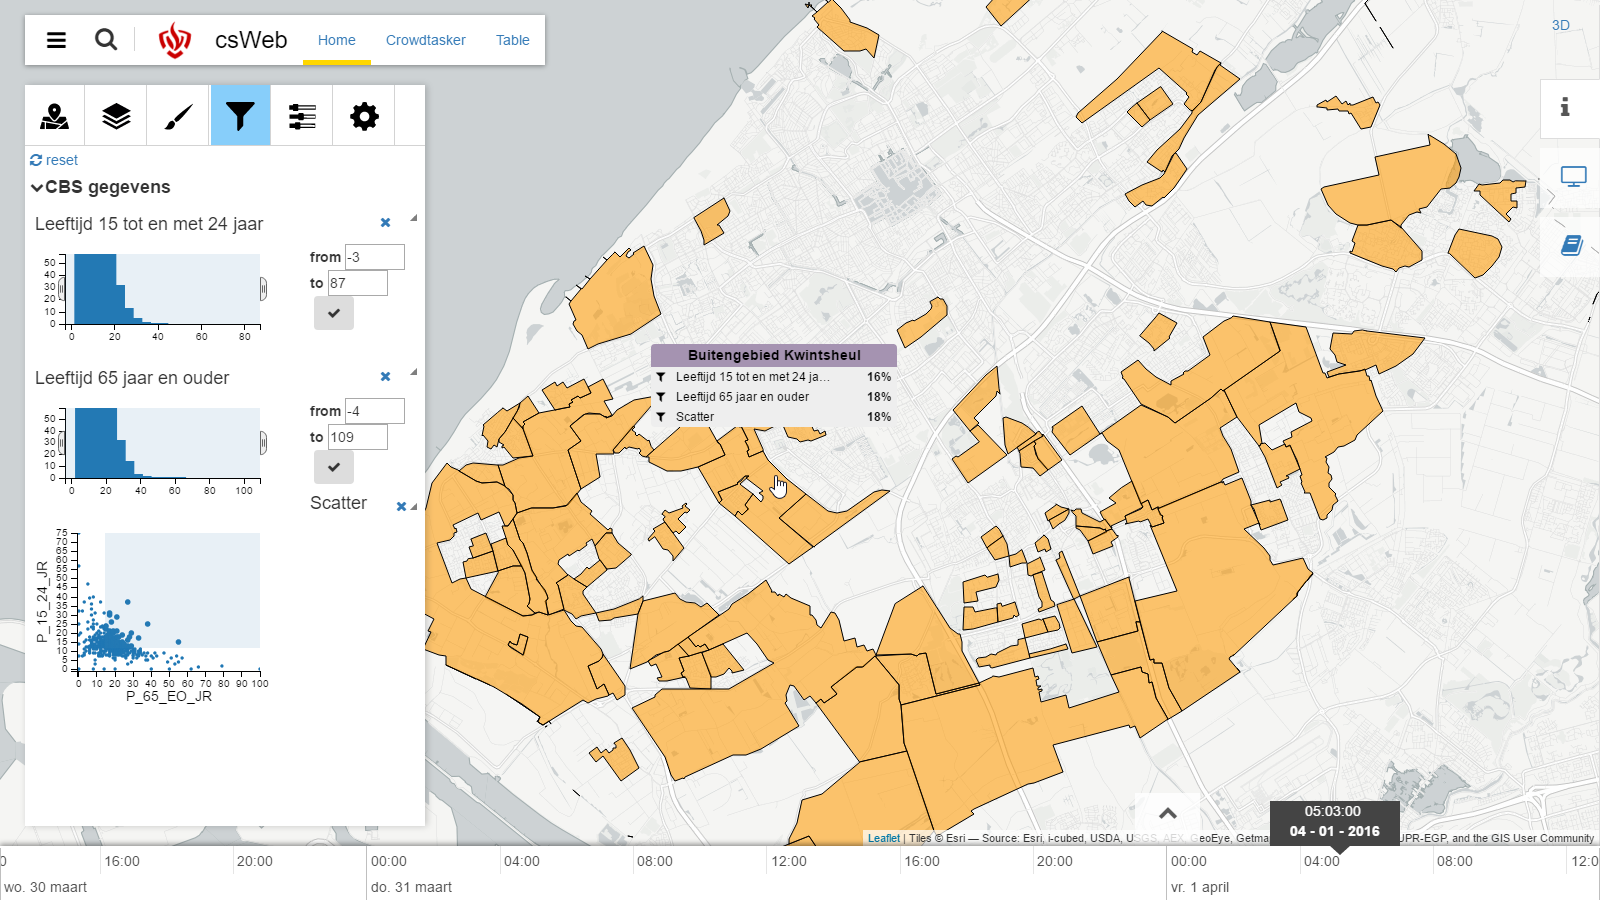 csWeb
Home
Crowdtasker
Table
3D
reset
CBS gegevens
Leeftijd 15 tot en met 24 jaar
from -3
to 87
50
40
30
20
10
0
0 20 40 60 80
Leeftijd 65 jaar en ouder
from -4
to 109
50
40
30
20
10
0
0 20 40 60 80 100
Scatter
75
70
65
60
55
50
45
40
35
30
25
20
15
10
5
0
P_15_24_JR
0 10 20 30 40 50 60 70 80 90 100
P_65_EO_JR
Buitengebied Kwintsheul
Leeftijd 15 tot en met 24 ja... 16%
Leeftijd 65 jaar en ouder 18%
Scatter 18%
05:03:00
04 - 01 - 2016
Leaflet | Tiles © Esri — Source: Esri, i-cubed, USDA, USGS, AEX, GeoEye, Getma
UPR-EGP, and the GIS User Community
0 16:00 20:00 00:00 04:00 08:00 12:00 16:00 20:00 00:00 04:00 08:00 12:0
wo. 30 maart do. 31 maart vr. 1 april